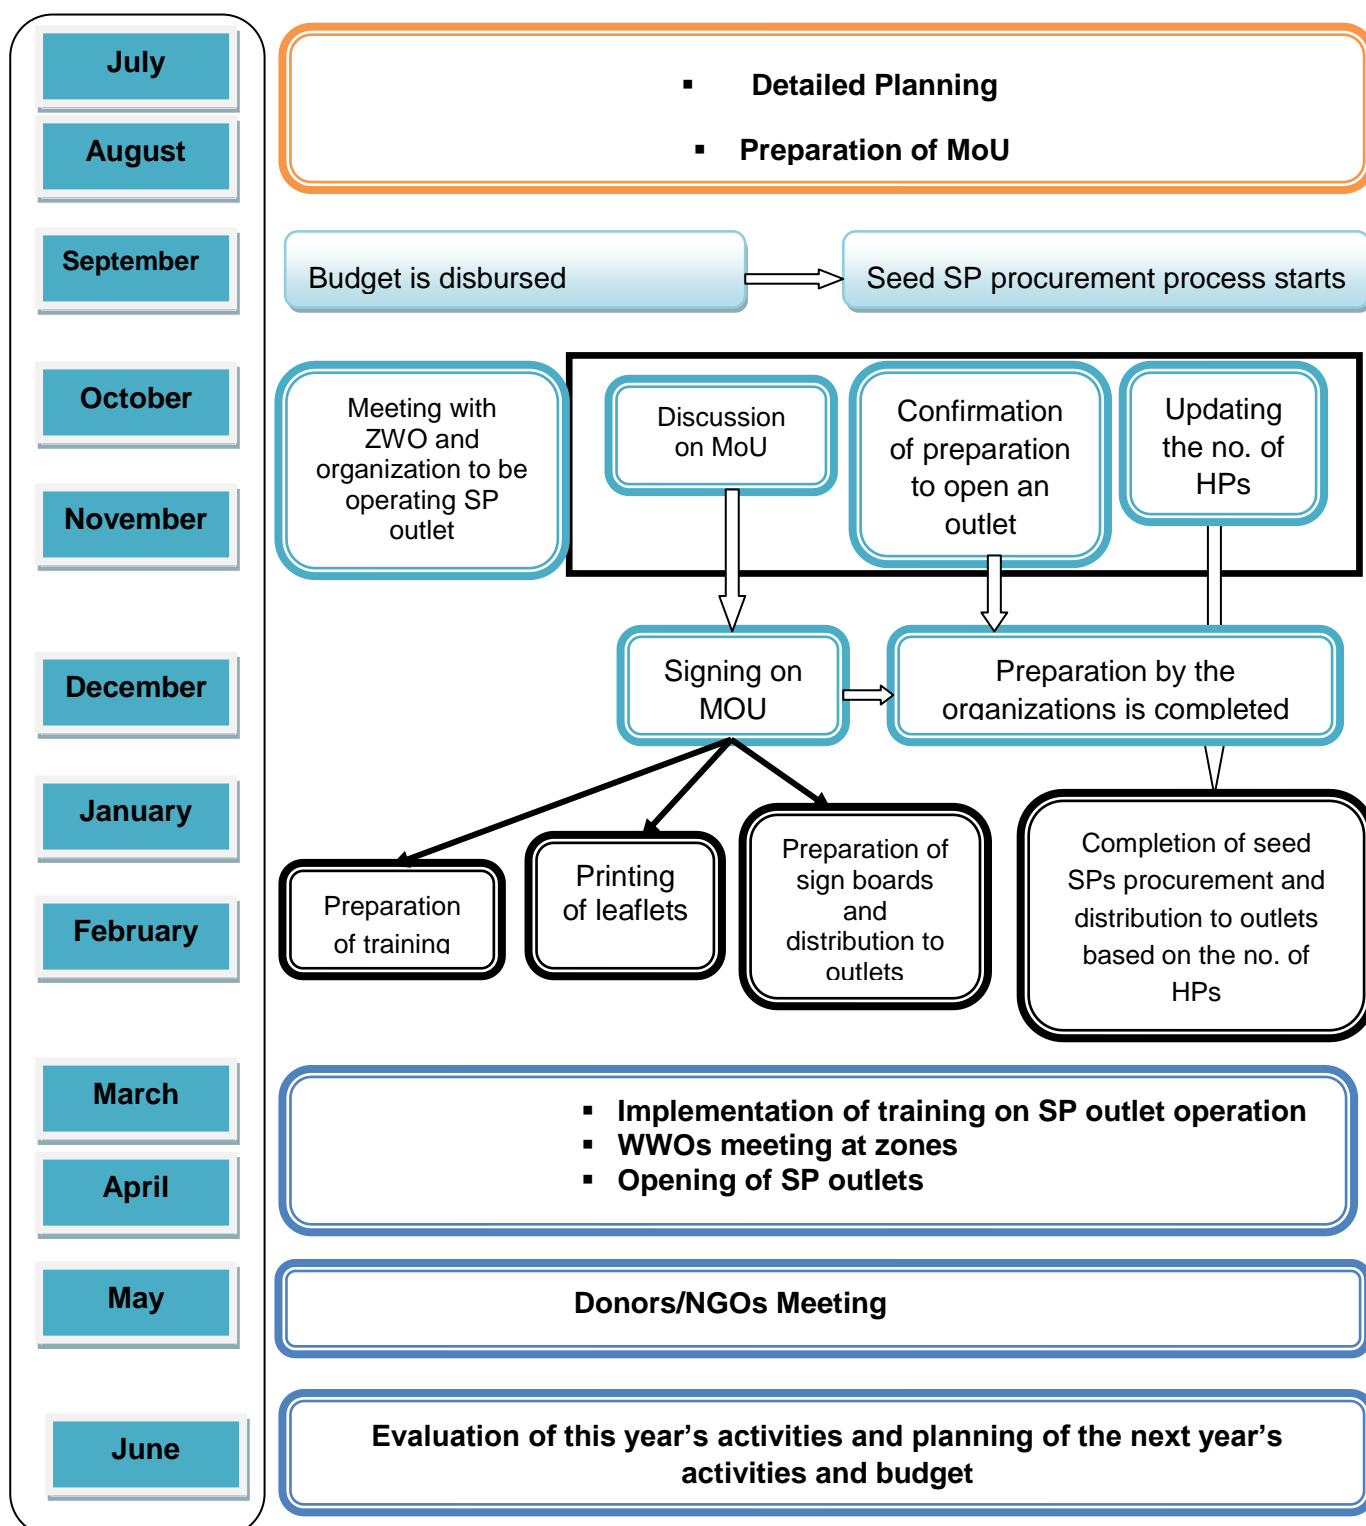 July
▪ Detailed Planning
August
▪ Preparation of MoU
September
Budget is disbursed
Seed SP procurement process starts
October
November
Meeting with
ZWO and
organization to be
operating SP
outlet
Discussion
on MoU
Confirmation
of preparation
to open an
outlet
Updating
the no. of
HPs
December
Signing on
MOU
Preparation by the
organizations is completed
January
February
Preparation
of training
Printing
of leaflets
Preparation of
sign boards
and
distribution to
outlets
Completion of seed
SPs procurement and
distribution to outlets
based on the no. of
HPs
March
April
▪ Implementation of training on SP outlet operation
▪ WWOs meeting at zones
▪ Opening of SP outlets
May
Donors/NGOs Meeting
June
Evaluation of this year’s activities and planning of the next year’s
activities and budget